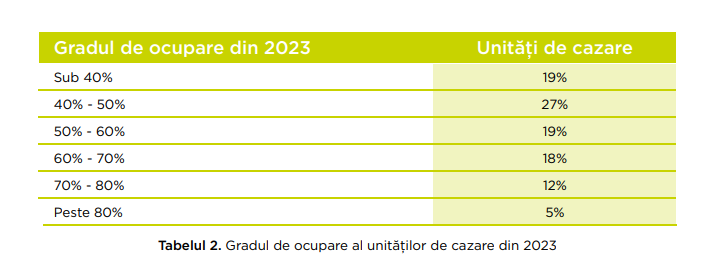 Gradul de ocupare din 2023 Unități de cazare
Sub 40% 19%
40% - 50% 27%
50% - 60% 19%
60% - 70% 18%
70% - 80% 12%
Peste 80% 5%
Tabelul 2. Gradul de ocupare al unităților de cazare din 2023